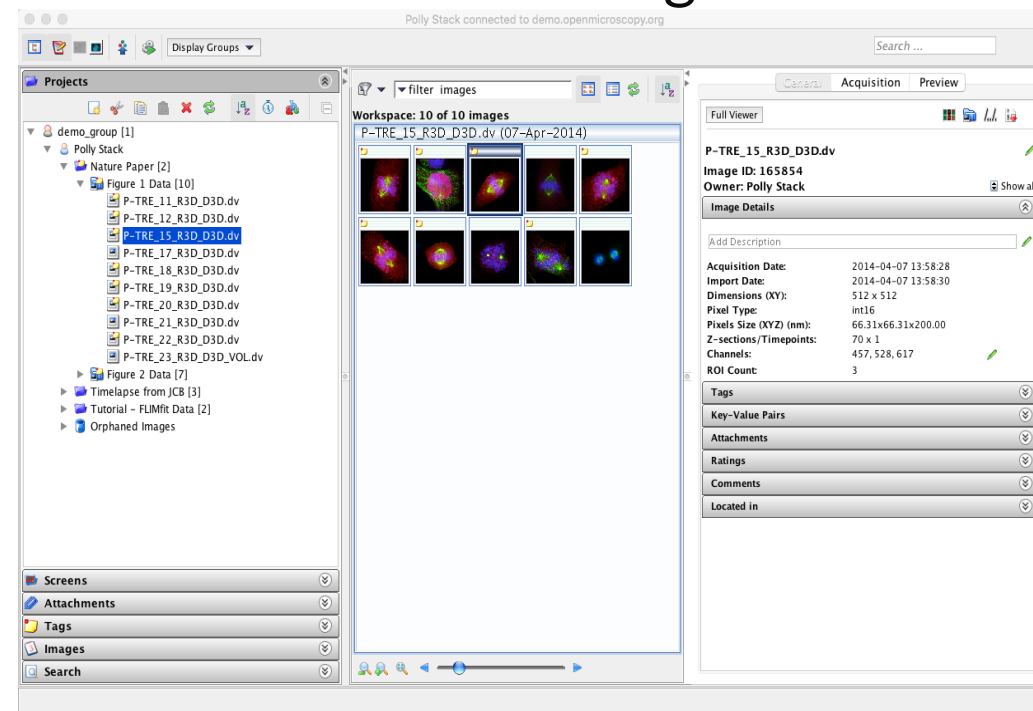 Polly Stack connected to demo.openmicroscopy.org
Display Groups
Search ...
Projects
demo_group [1]
Polly Stack
Nature Paper [2]
Figure 1 Data [10]
P-TRE_11_R3D_D3D.dv
P-TRE_12_R3D_D3D.dv
P-TRE_15_R3D_D3D.dv
P-TRE_17_R3D_D3D.dv
P-TRE_18_R3D_D3D.dv
P-TRE_19_R3D_D3D.dv
P-TRE_20_R3D_D3D.dv
P-TRE_21_R3D_D3D.dv
P-TRE_22_R3D_D3D.dv
P-TRE_23_R3D_D3D_VOL.dv
Figure 2 Data [7]
Timelapse from JCB [3]
Tutorial - FLIMfit Data [2]
Orphaned Images
Screens
Attachments
Tags
Images
Search
filter images
Workspace: 10 of 10 images
P-TRE_15_R3D_D3D.dv (07-Apr-2014)
General Acquisition Preview
Full Viewer
P-TRE_15_R3D_D3D.dv
Image ID: 165854
Owner: Polly Stack
Show al
Image Details
Add Description
Acquisition Date: 2014-04-07 13:58:28
Import Date: 2014-04-07 13:58:30
Dimensions (XY): 512 x 512
Pixel Type: int16
Pixels Size (XYZ) (nm): 66.31x66.31x200.00
Z-sections/Timepoints: 70 x 1
Channels: 457, 528, 617
ROI Count: 3
Tags
Key-Value Pairs
Attachments
Ratings
Comments
Located in